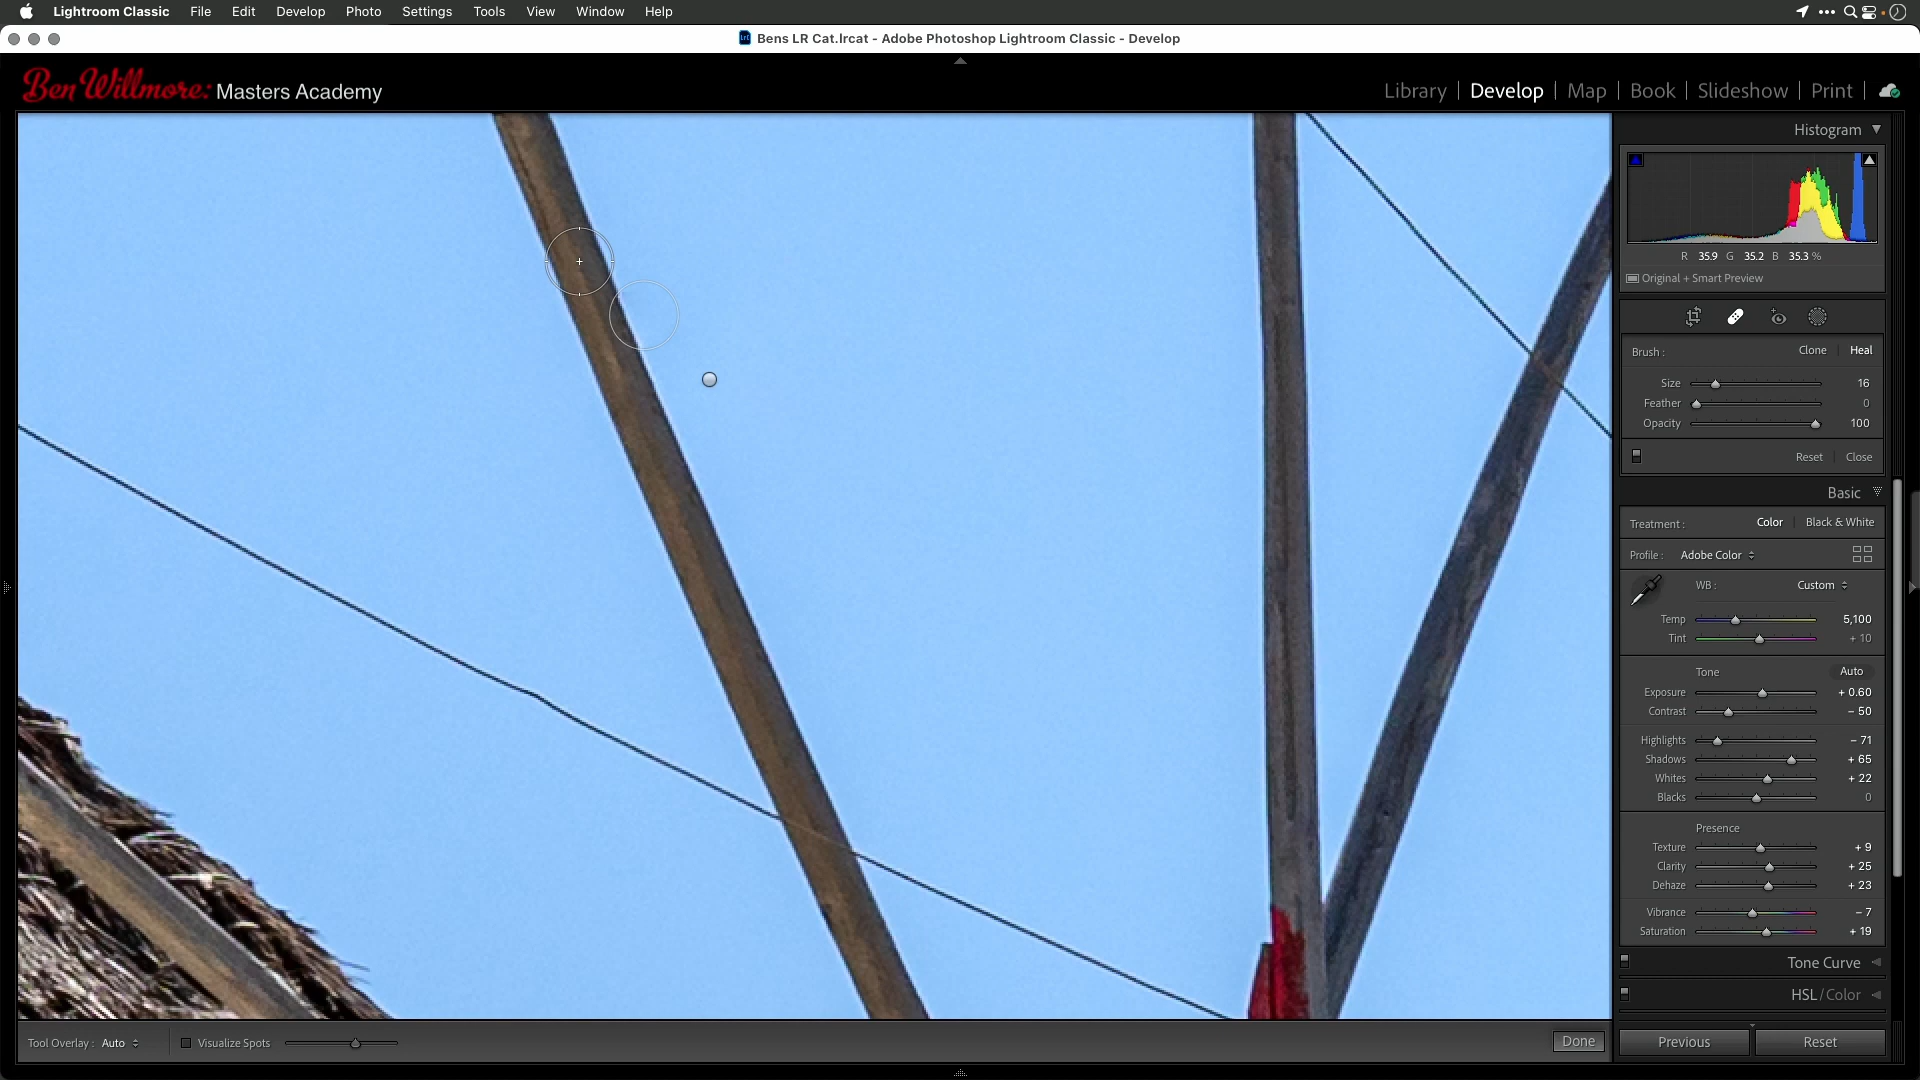 Lightroom Classic File Edit Develop Photo Settings Tools View Window Help
Bens LR Cat.lrcat - Adobe Photoshop Lightroom Classic - Develop
Ben Willmore: Masters Academy
Library | Develop | Map | Book | Slideshow | Print |
Histogram
R 35.9 G 35.2 B 35.3 %
Original + Smart Preview
Brush : Clone Heal
Size 16
Feather 0
Opacity 100
Reset Close
Basic
Treatment : Color Black & White
Profile : Adobe Color
WB : Custom
Temp 5,100
Tint + 10
Tone Auto
Exposure + 0.60
Contrast – 50
Highlights – 71
Shadows + 65
Whites + 22
Blacks 0
Presence
Texture + 9
Clarity + 25
Dehaze + 23
Vibrance – 7
Saturation + 19
Tone Curve
HSL / Color
Tool Overlay : Auto Visualize Spots Done
Previous Reset